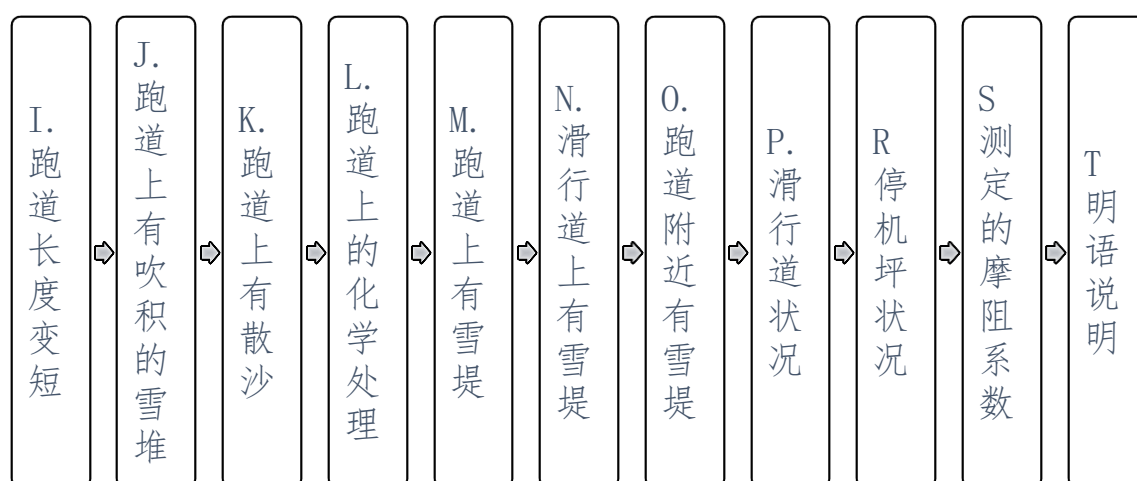 I.跑道长度变短
J.跑道上有吹积的雪堆
K.跑道上有散沙
L.跑道上的化学处理
M.跑道上有雪堤
N.滑行道上有雪堤
O.跑道附近有雪堤
P.滑行道状况
R停机坪状况
S测定的摩阻系数
T明语说明